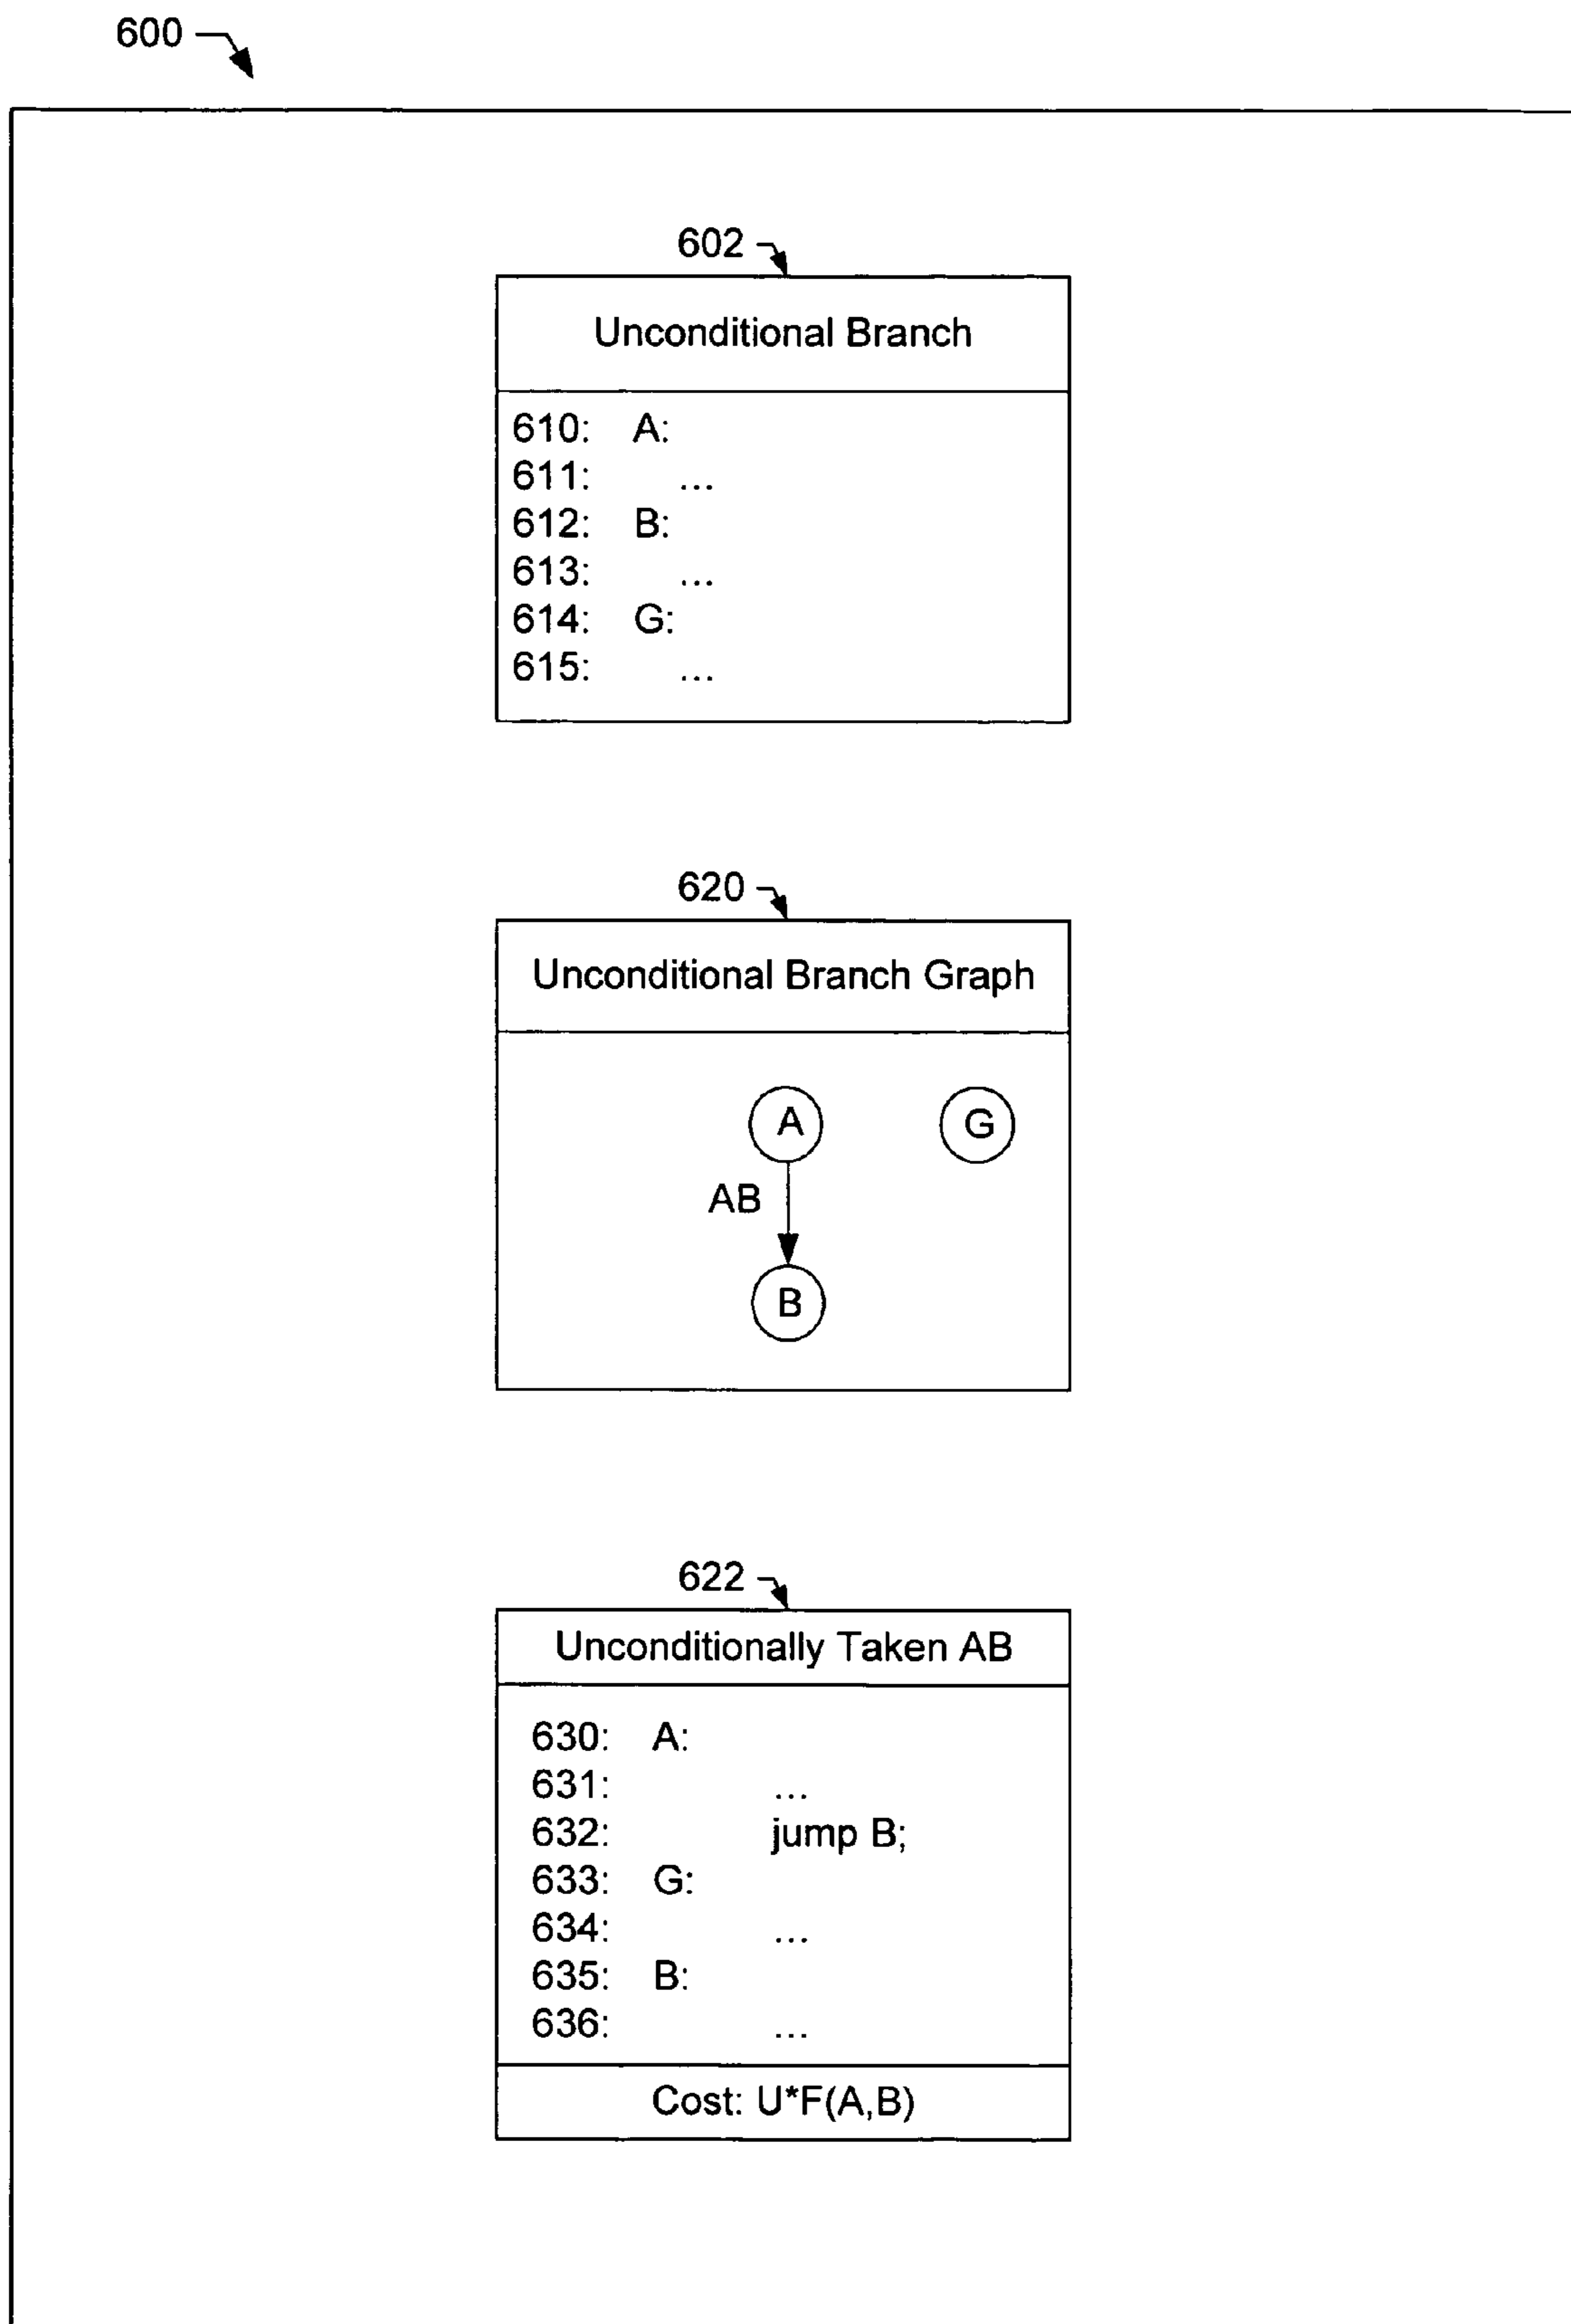 600
602
Unconditional Branch
610: A:
611: ...
612: B:
613: ...
614: G:
615: ...
620
Unconditional Branch Graph
A G
AB
B
622
Unconditionally Taken AB
630: A:
631: ...
632: jump B;
633: G:
634: ...
635: B:
636: ...
Cost: U*F(A,B)